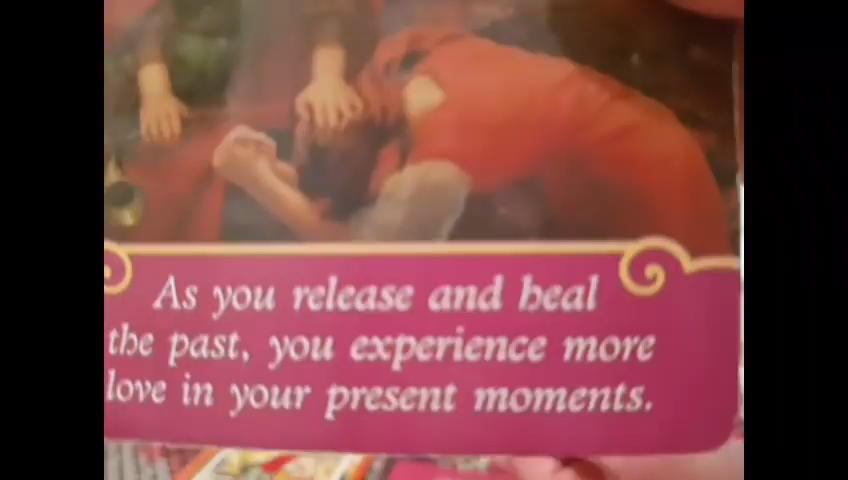 As you release and heal
the past, you experience more
love in your present moments.